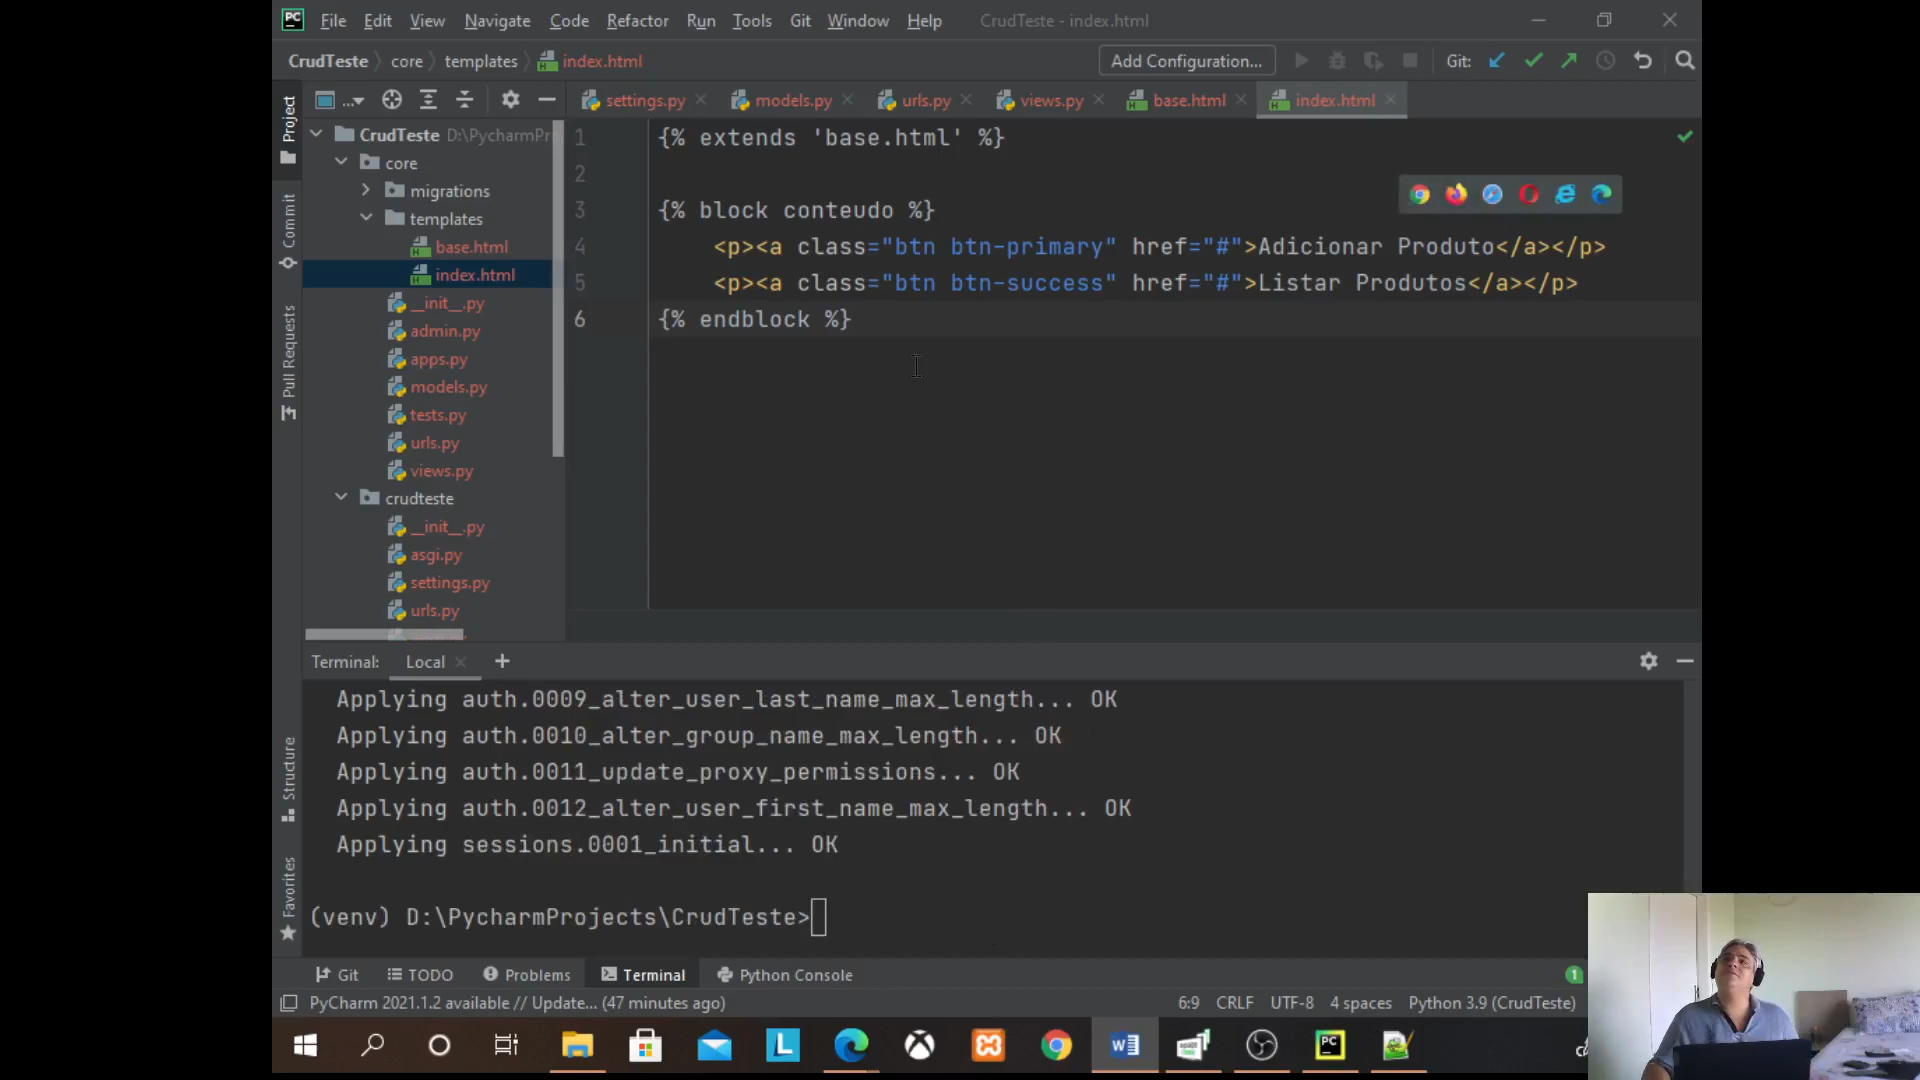 PC File Edit View Navigate Code Refactor Run Tools Git Window Help CrudTeste - index.html
CrudTeste core templates index.html Add Configuration... Git:
... settings.py models.py urls.py views.py base.html index.html
Project
Commit
Pull Requests
Structure
Favorites
CrudTeste D:\PycharmPr
core
migrations
templates
base.html
index.html
__init__.py
admin.py
apps.py
models.py
tests.py
urls.py
views.py
crudteste
__init__.py
asgi.py
settings.py
urls.py
1 {% extends 'base.html' %}
2
3 {% block conteudo %}
4 <p><a class="btn btn-primary" href="#">Adicionar Produto</a></p>
5 <p><a class="btn btn-success" href="#">Listar Produtos</a></p>
6 {% endblock %}
Terminal: Local
Applying auth.0009_alter_user_last_name_max_length... OK
Applying auth.0010_alter_group_name_max_length... OK
Applying auth.0011_update_proxy_permissions... OK
Applying auth.0012_alter_user_first_name_max_length... OK
Applying sessions.0001_initial... OK
(venv) D:\PycharmProjects\CrudTeste>
Git TODO Problems Terminal Python Console 1
PyCharm 2021.1.2 available // Update... (47 minutes ago) 6:9 CRLF UTF-8 4 spaces Python 3.9 (CrudTeste)
L W PC